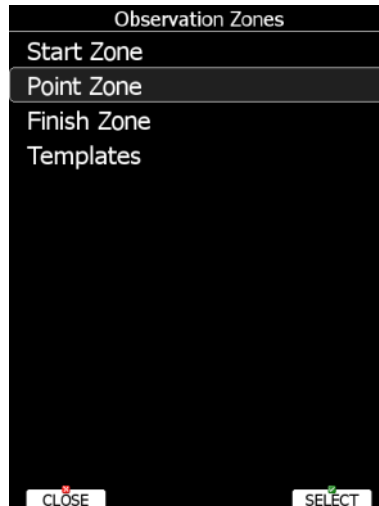 Observation Zones
Start Zone
Point Zone
Finish Zone
Templates
CLOSE
SELECT